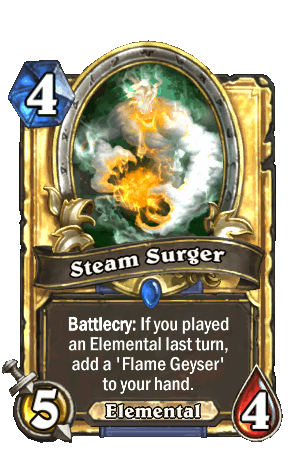 4
Steam Surger
Battlecry: If you played
an Elemental last turn,
add a 'Flame Geyser'
to your hand.
5
Elemental
4